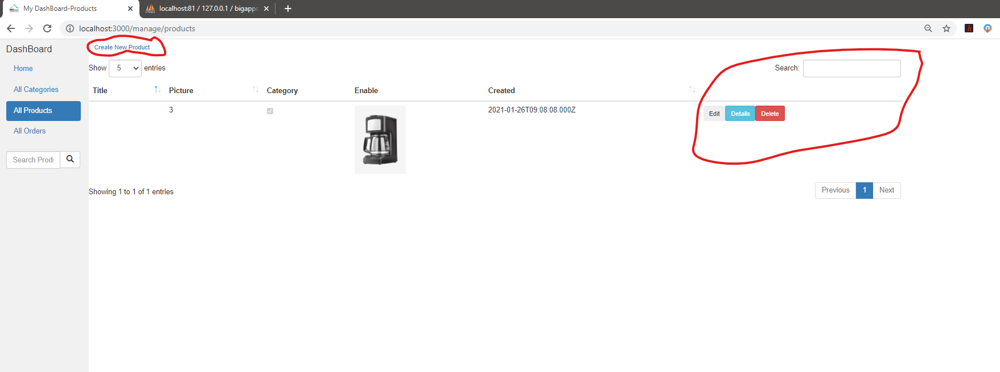 My DashBoard-Products
localhost:81 / 127.0.0.1 / bigapps
localhost:3000/manage/products
DashBoard
Create New Product
Home
Show 5 entries
Search:
All Categories
Title Picture Category Enable Created
All Products
3 2021-01-26T09:08:08.000Z Edit Details Delete
All Orders
Search Produ
Showing 1 to 1 of 1 entries
Previous 1 Next